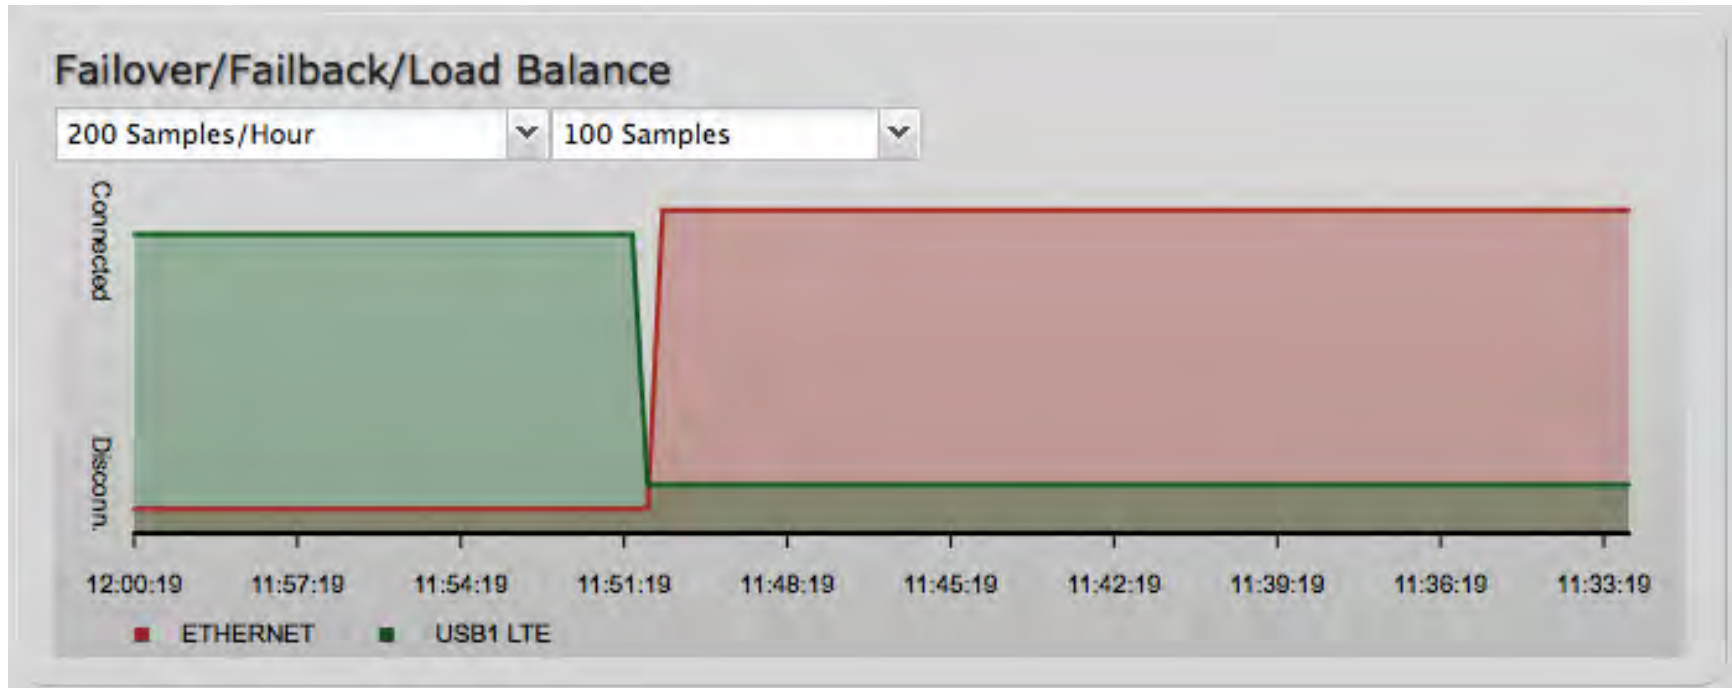 Failover/Failback/Load Balance
200 Samples/Hour 100 Samples
Connected
Disconn.
12:00:19 11:57:19 11:54:19 11:51:19 11:48:19 11:45:19 11:42:19 11:39:19 11:36:19 11:33:19
ETHERNET USB1 LTE